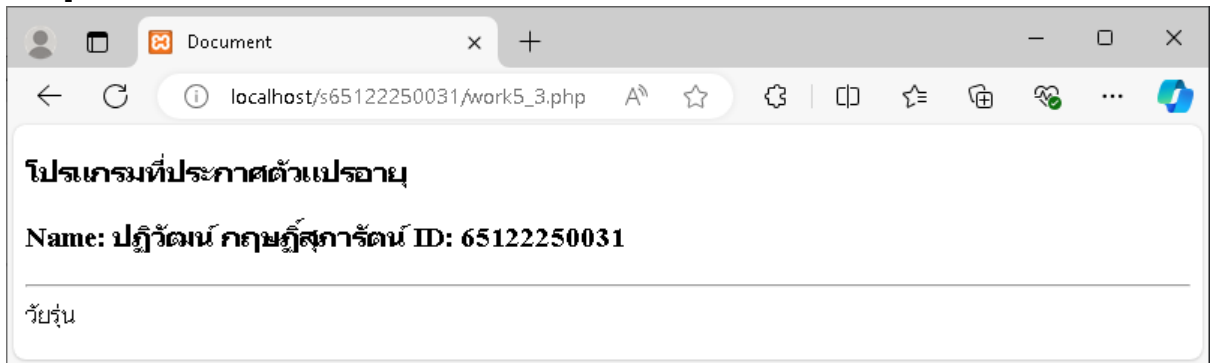 Document
localhost/s65122250031/work5_3.php
โปรแกรมที่ประกาศตัวแปรอายุ
Name: ปฏิวัฒน์ กฤษฎิ์สุภารัตน์ ID: 65122250031
วัยรุ่น